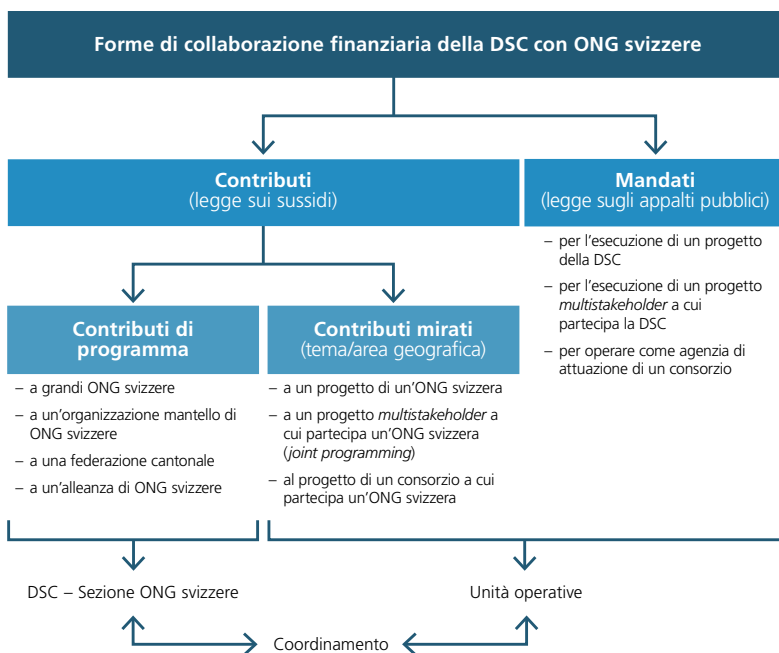 Forme di collaborazione finanziaria della DSC con ONG svizzere
Contributi
(legge sui sussidi)
Mandati
(legge sugli appalti pubblici)
– per l'esecuzione di un progetto
della DSC
– per l'esecuzione di un progetto
multistakeholder a cui
partecipa la DSC
– per operare come agenzia di
attuazione di un consorzio
Contributi di
programma
– a grandi ONG svizzere
– a un'organizzazione mantello di
ONG svizzere
– a una federazione cantonale
– a un'alleanza di ONG svizzere
Contributi mirati
(tema/area geografica)
– a un progetto di un'ONG svizzera
– a un progetto multistakeholder a
cui partecipa un'ONG svizzera
(joint programming)
– al progetto di un consorzio a cui
partecipa un'ONG svizzera
DSC – Sezione ONG svizzere
Unità operative
Coordinamento